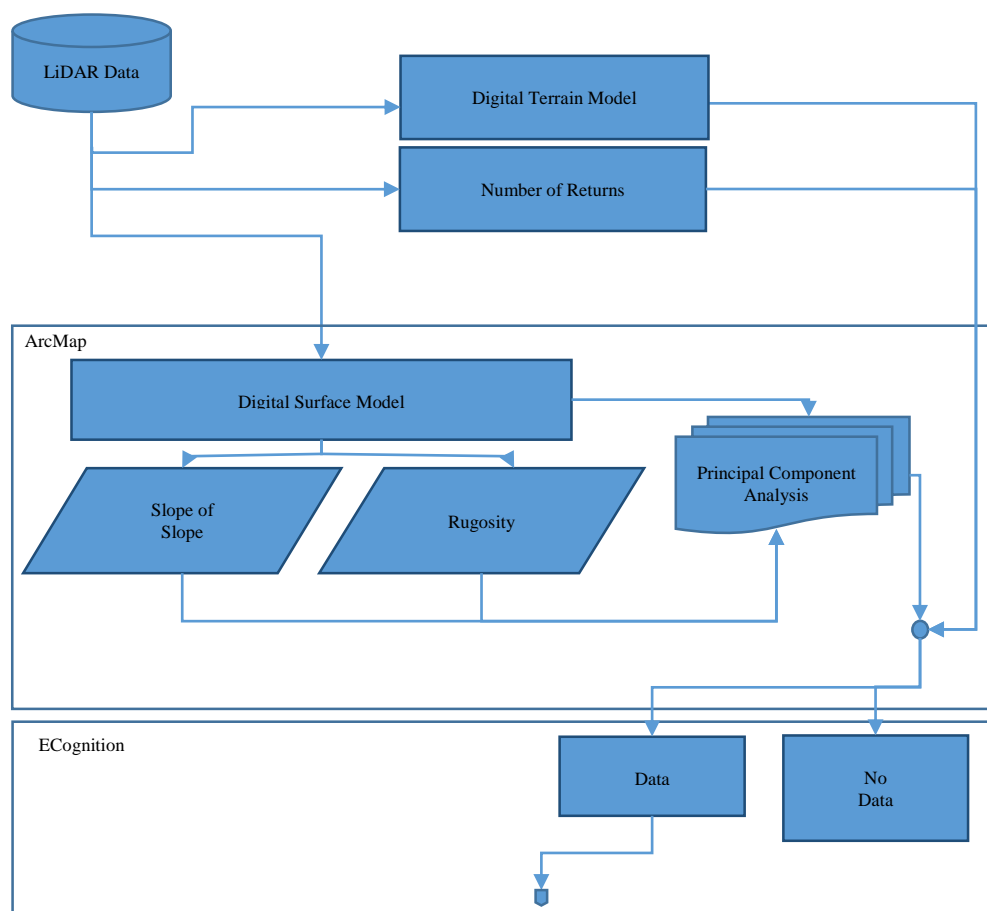 LiDAR Data
Digital Terrain Model
Number of Returns
ArcMap
Digital Surface Model
Principal Component
Analysis
Slope of
Slope
Rugosity
ECognition
Data
No
Data